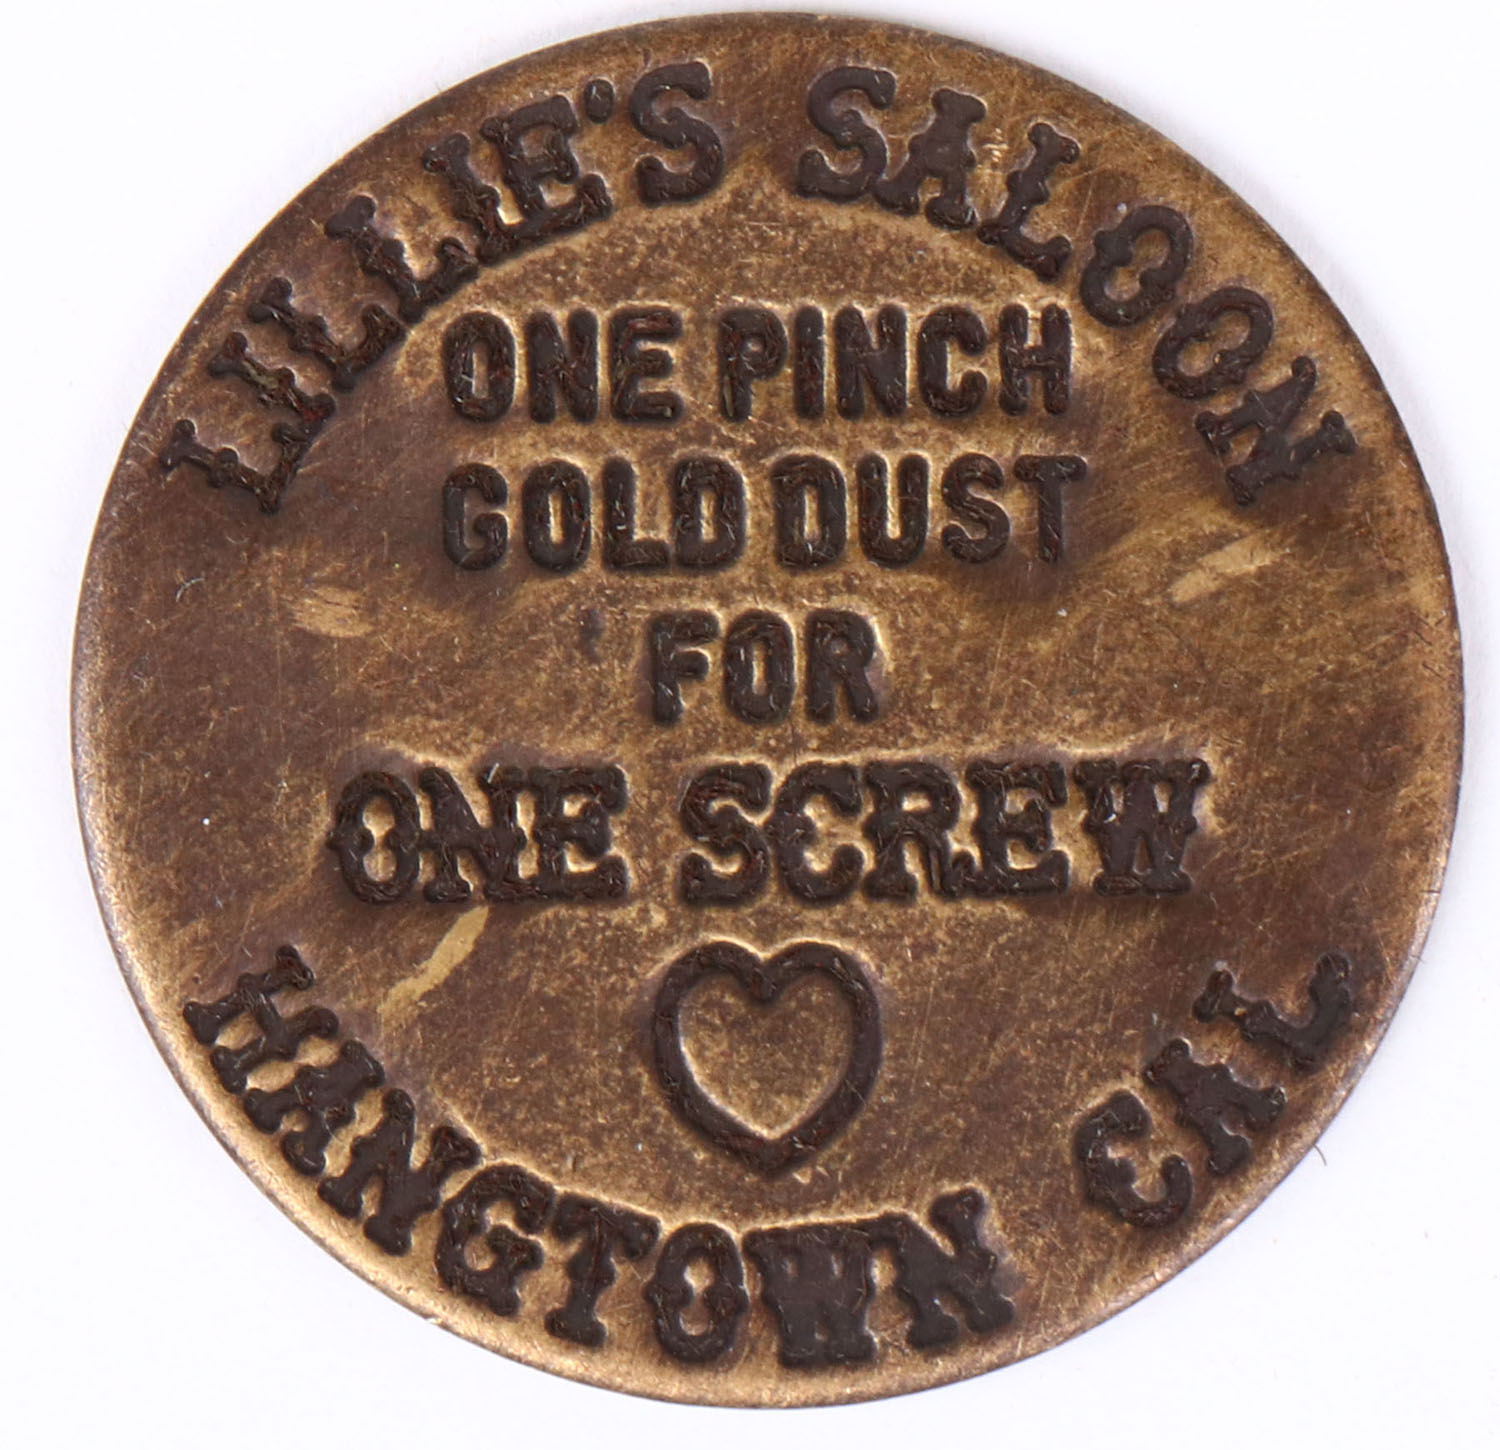 LILLIE'S SALOON
ONE PINCH
GOLD DUST
FOR
ONE SCREW
HANGTOWN CAL